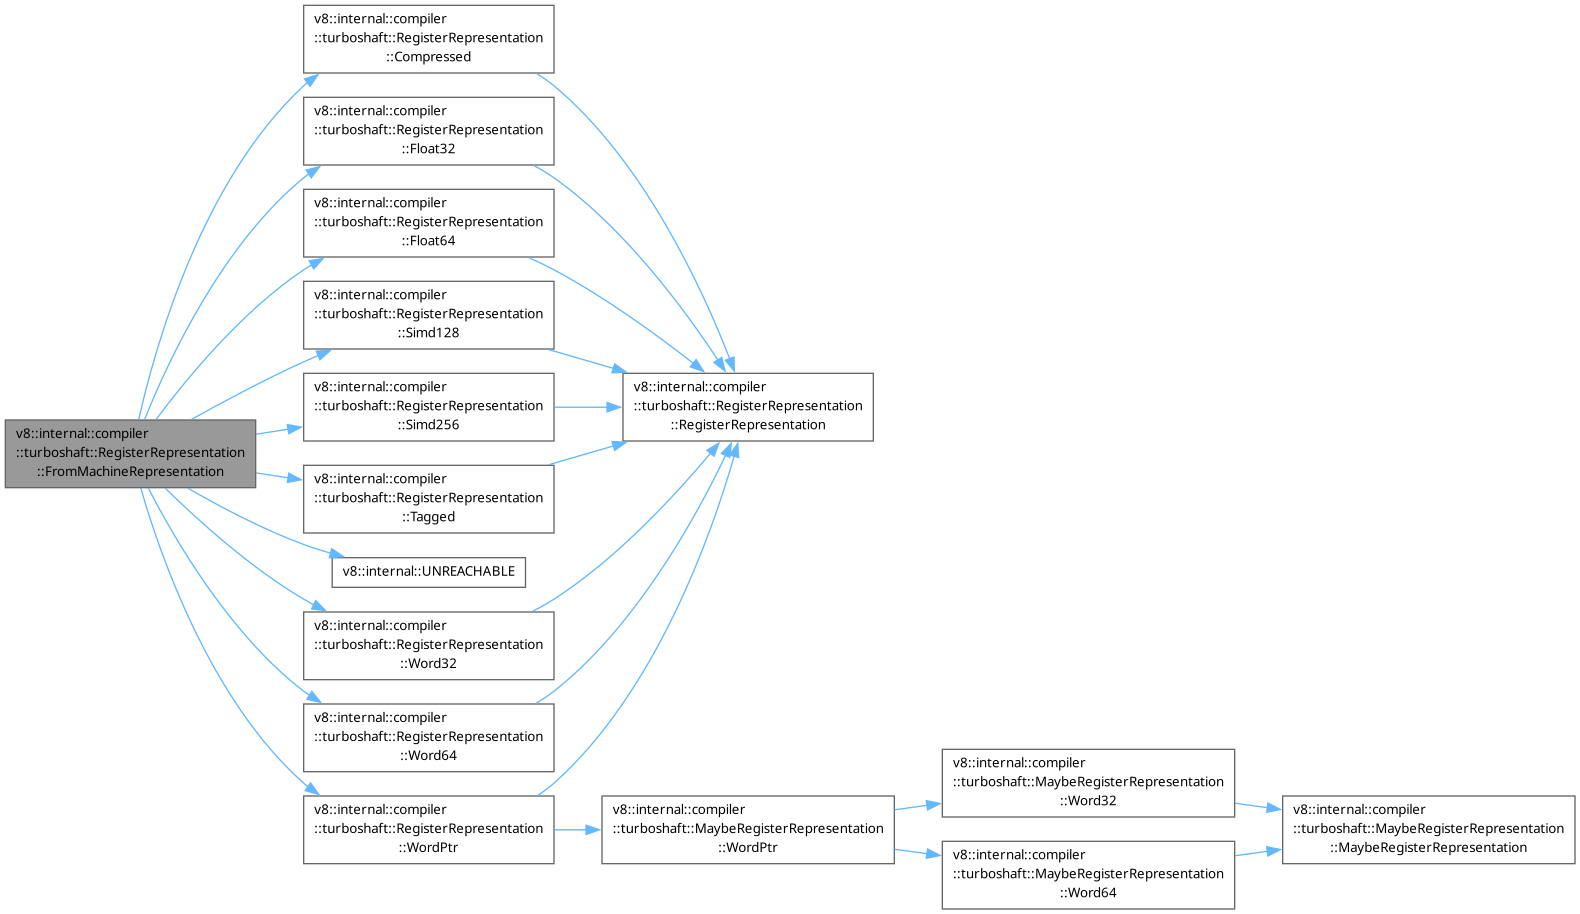 v8::internal::compiler
::turboshaft::RegisterRepresentation
::FromMachineRepresentation
v8::internal::compiler
::turboshaft::RegisterRepresentation
::Compressed
v8::internal::compiler
::turboshaft::RegisterRepresentation
::Float32
v8::internal::compiler
::turboshaft::RegisterRepresentation
::Float64
v8::internal::compiler
::turboshaft::RegisterRepresentation
::Simd128
v8::internal::compiler
::turboshaft::RegisterRepresentation
::Simd256
v8::internal::compiler
::turboshaft::RegisterRepresentation
::Tagged
v8::internal::UNREACHABLE
v8::internal::compiler
::turboshaft::RegisterRepresentation
::Word32
v8::internal::compiler
::turboshaft::RegisterRepresentation
::Word64
v8::internal::compiler
::turboshaft::RegisterRepresentation
::WordPtr
v8::internal::compiler
::turboshaft::RegisterRepresentation
::RegisterRepresentation
v8::internal::compiler
::turboshaft::MaybeRegisterRepresentation
::WordPtr
v8::internal::compiler
::turboshaft::MaybeRegisterRepresentation
::Word32
v8::internal::compiler
::turboshaft::MaybeRegisterRepresentation
::Word64
v8::internal::compiler
::turboshaft::MaybeRegisterRepresentation
::MaybeRegisterRepresentation